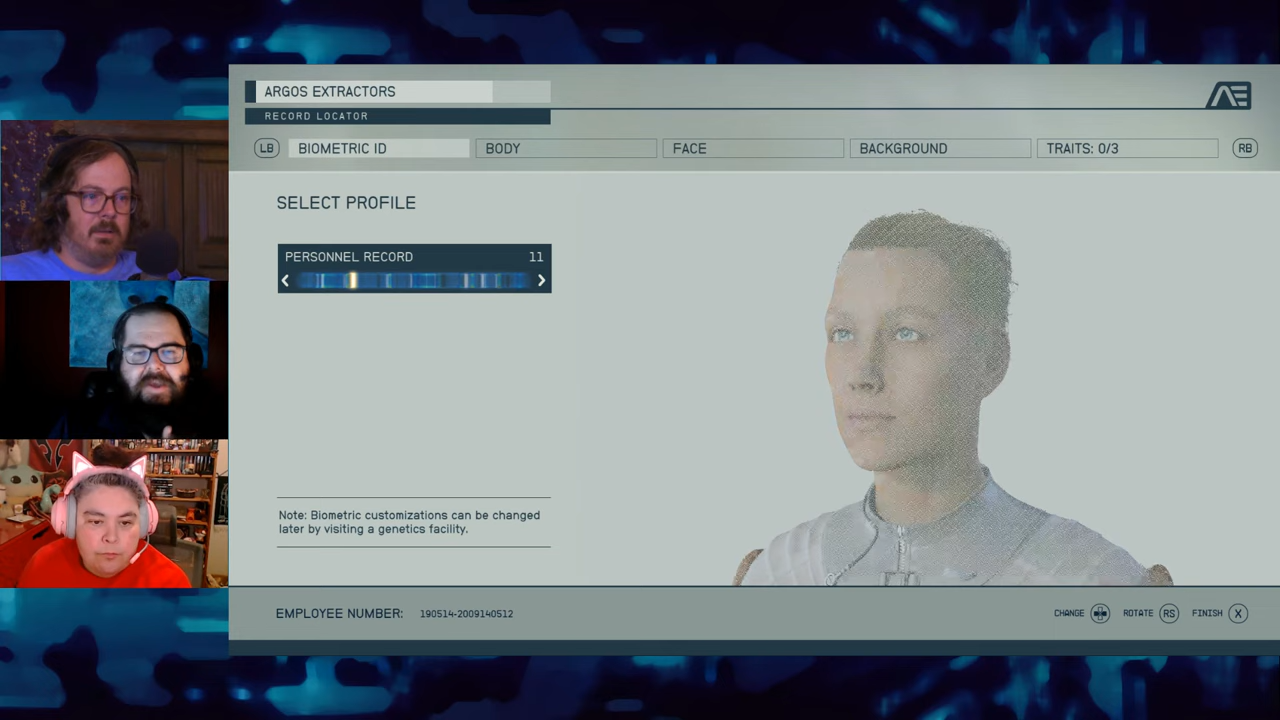 ARGOS EXTRACTORS
RECORD LOCATOR
LB BIOMETRIC ID BODY FACE BACKGROUND TRAITS: 0/3 RB
SELECT PROFILE
PERSONNEL RECORD 11
Note: Biometric customizations can be changed
later by visiting a genetics facility.
EMPLOYEE NUMBER: 190514-2009140512
CHANGE ROTATE RS FINISH X